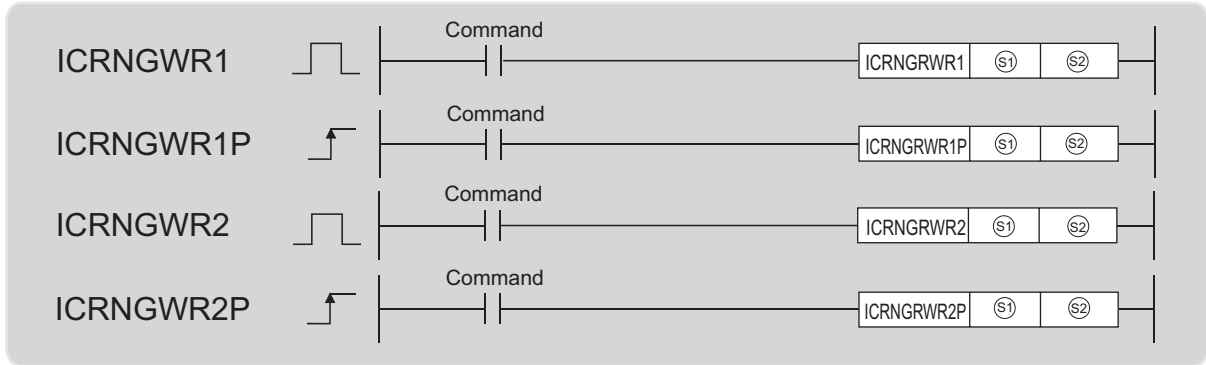 Command
ICRNGWR1 ICRNGRWR1 S1 S2
Command
ICRNGWR1P ICRNGRWR1P S1 S2
Command
ICRNGWR2 ICRNGRWR2 S1 S2
Command
ICRNGWR2P ICRNGRWR2P S1 S2